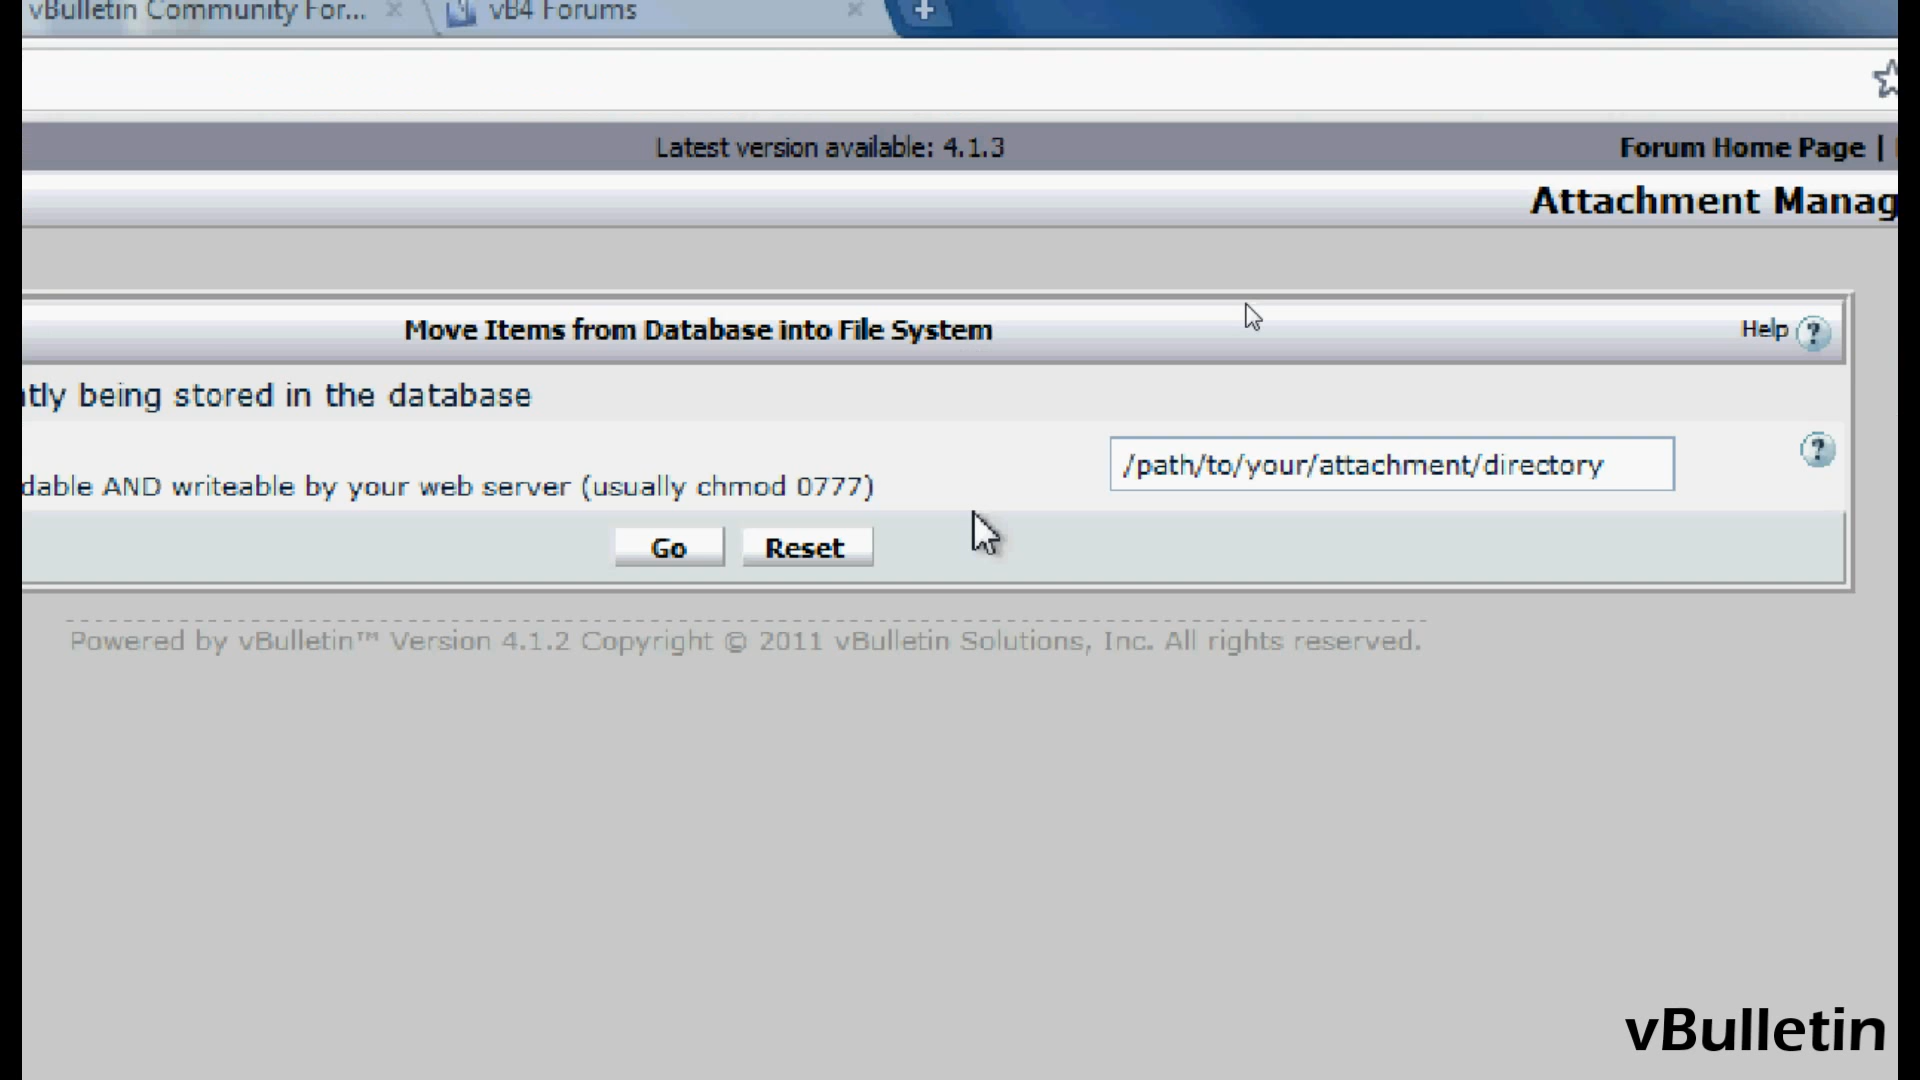 vBulletin Community For...
vB4 Forums
Latest version available: 4.1.3
Forum Home Page |
Attachment Manag
Move Items from Database into File System
Help
tly being stored in the database
dable AND writeable by your web server (usually chmod 0777)
/path/to/your/attachment/directory
Go
Reset
Powered by vBulletin™ Version 4.1.2 Copyright © 2011 vBulletin Solutions, Inc. All rights reserved.
vBulletin